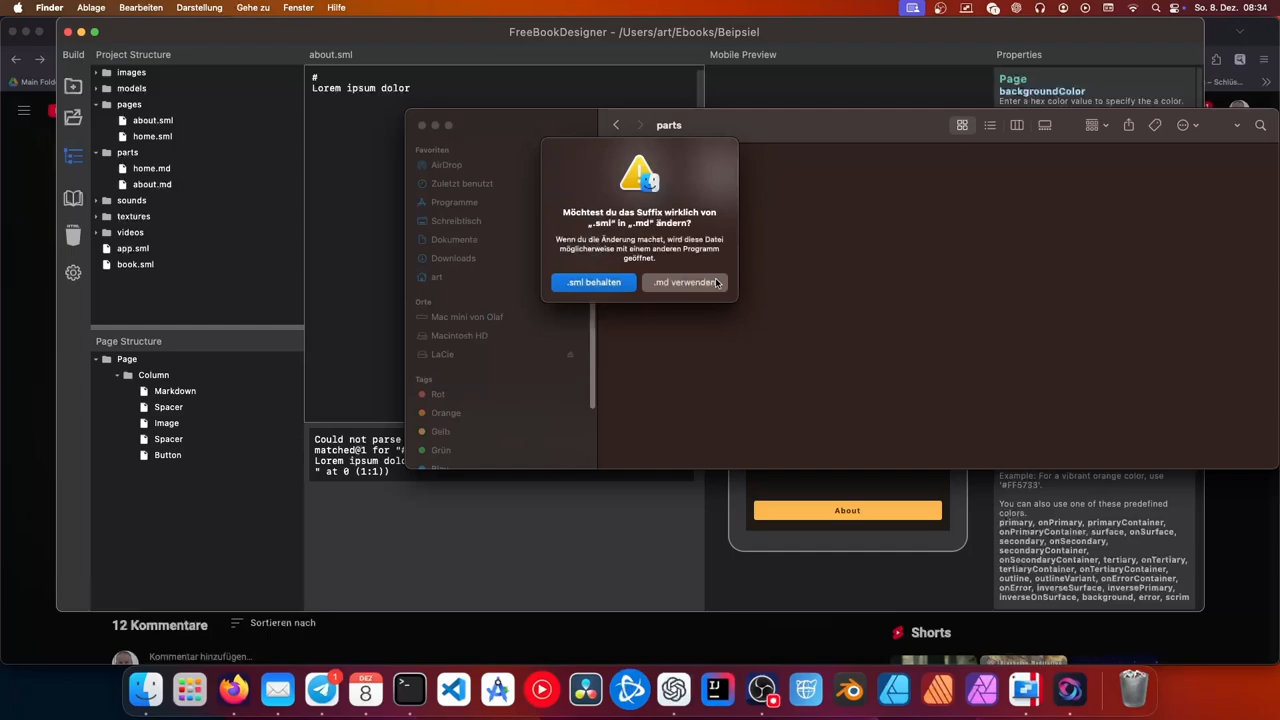 Finder Ablage Bearbeiten Darstellung Gehe zu Fenster Hilfe
So. 8. Dez. 08:34
FreeBookDesigner - /Users/art/Ebooks/Beipsiel
Build
Project Structure
about.sml
Mobile Preview
Properties
Main Fold
images
models
pages
about.sml
home.sml
parts
home.md
about.md
sounds
textures
videos
app.sml
book.sml
#
Lorem ipsum dolor
Page
backgroundColor
Enter a hex color value to specify the a color.
parts
Favoriten
AirDrop
Zuletzt benutzt
Programme
Schreibtisch
Dokumente
Downloads
art
Orte
Mac mini von Olaf
Macintosh HD
LaCie
Tags
Rot
Orange
Gelb
Grün
Möchtest du das Suffix wirklich von
„.sml" in „.md" ändern?
Wenn du die Änderung machst, wird diese Datei
möglicherweise mit einem anderen Programm
geöffnet.
.sml behalten
.md verwenden
Page Structure
Page
Column
Markdown
Spacer
Image
Spacer
Button
Could not parse
matched@1 for "#
Lorem ipsum dolo
" at 0 (1:1))
About
Example: For a vibrant orange color, use
'#FF5733'.
You can also use one of these predefined
colors.
primary, onPrimary, primaryContainer,
onPrimaryContainer, surface, onSurface,
secondary, onSecondary,
secondaryContainer,
onSecondaryContainer, tertiary, onTertiary,
tertiaryContainer, onTertiaryContainer,
outline, outlineVariant, onErrorContainer,
onError, inverseSurface, inversePrimary,
inverseOnSurface, background, error, scrim
12 Kommentare
Sortieren nach
Shorts
Kommentar hinzufügen...
1
DEZ
8